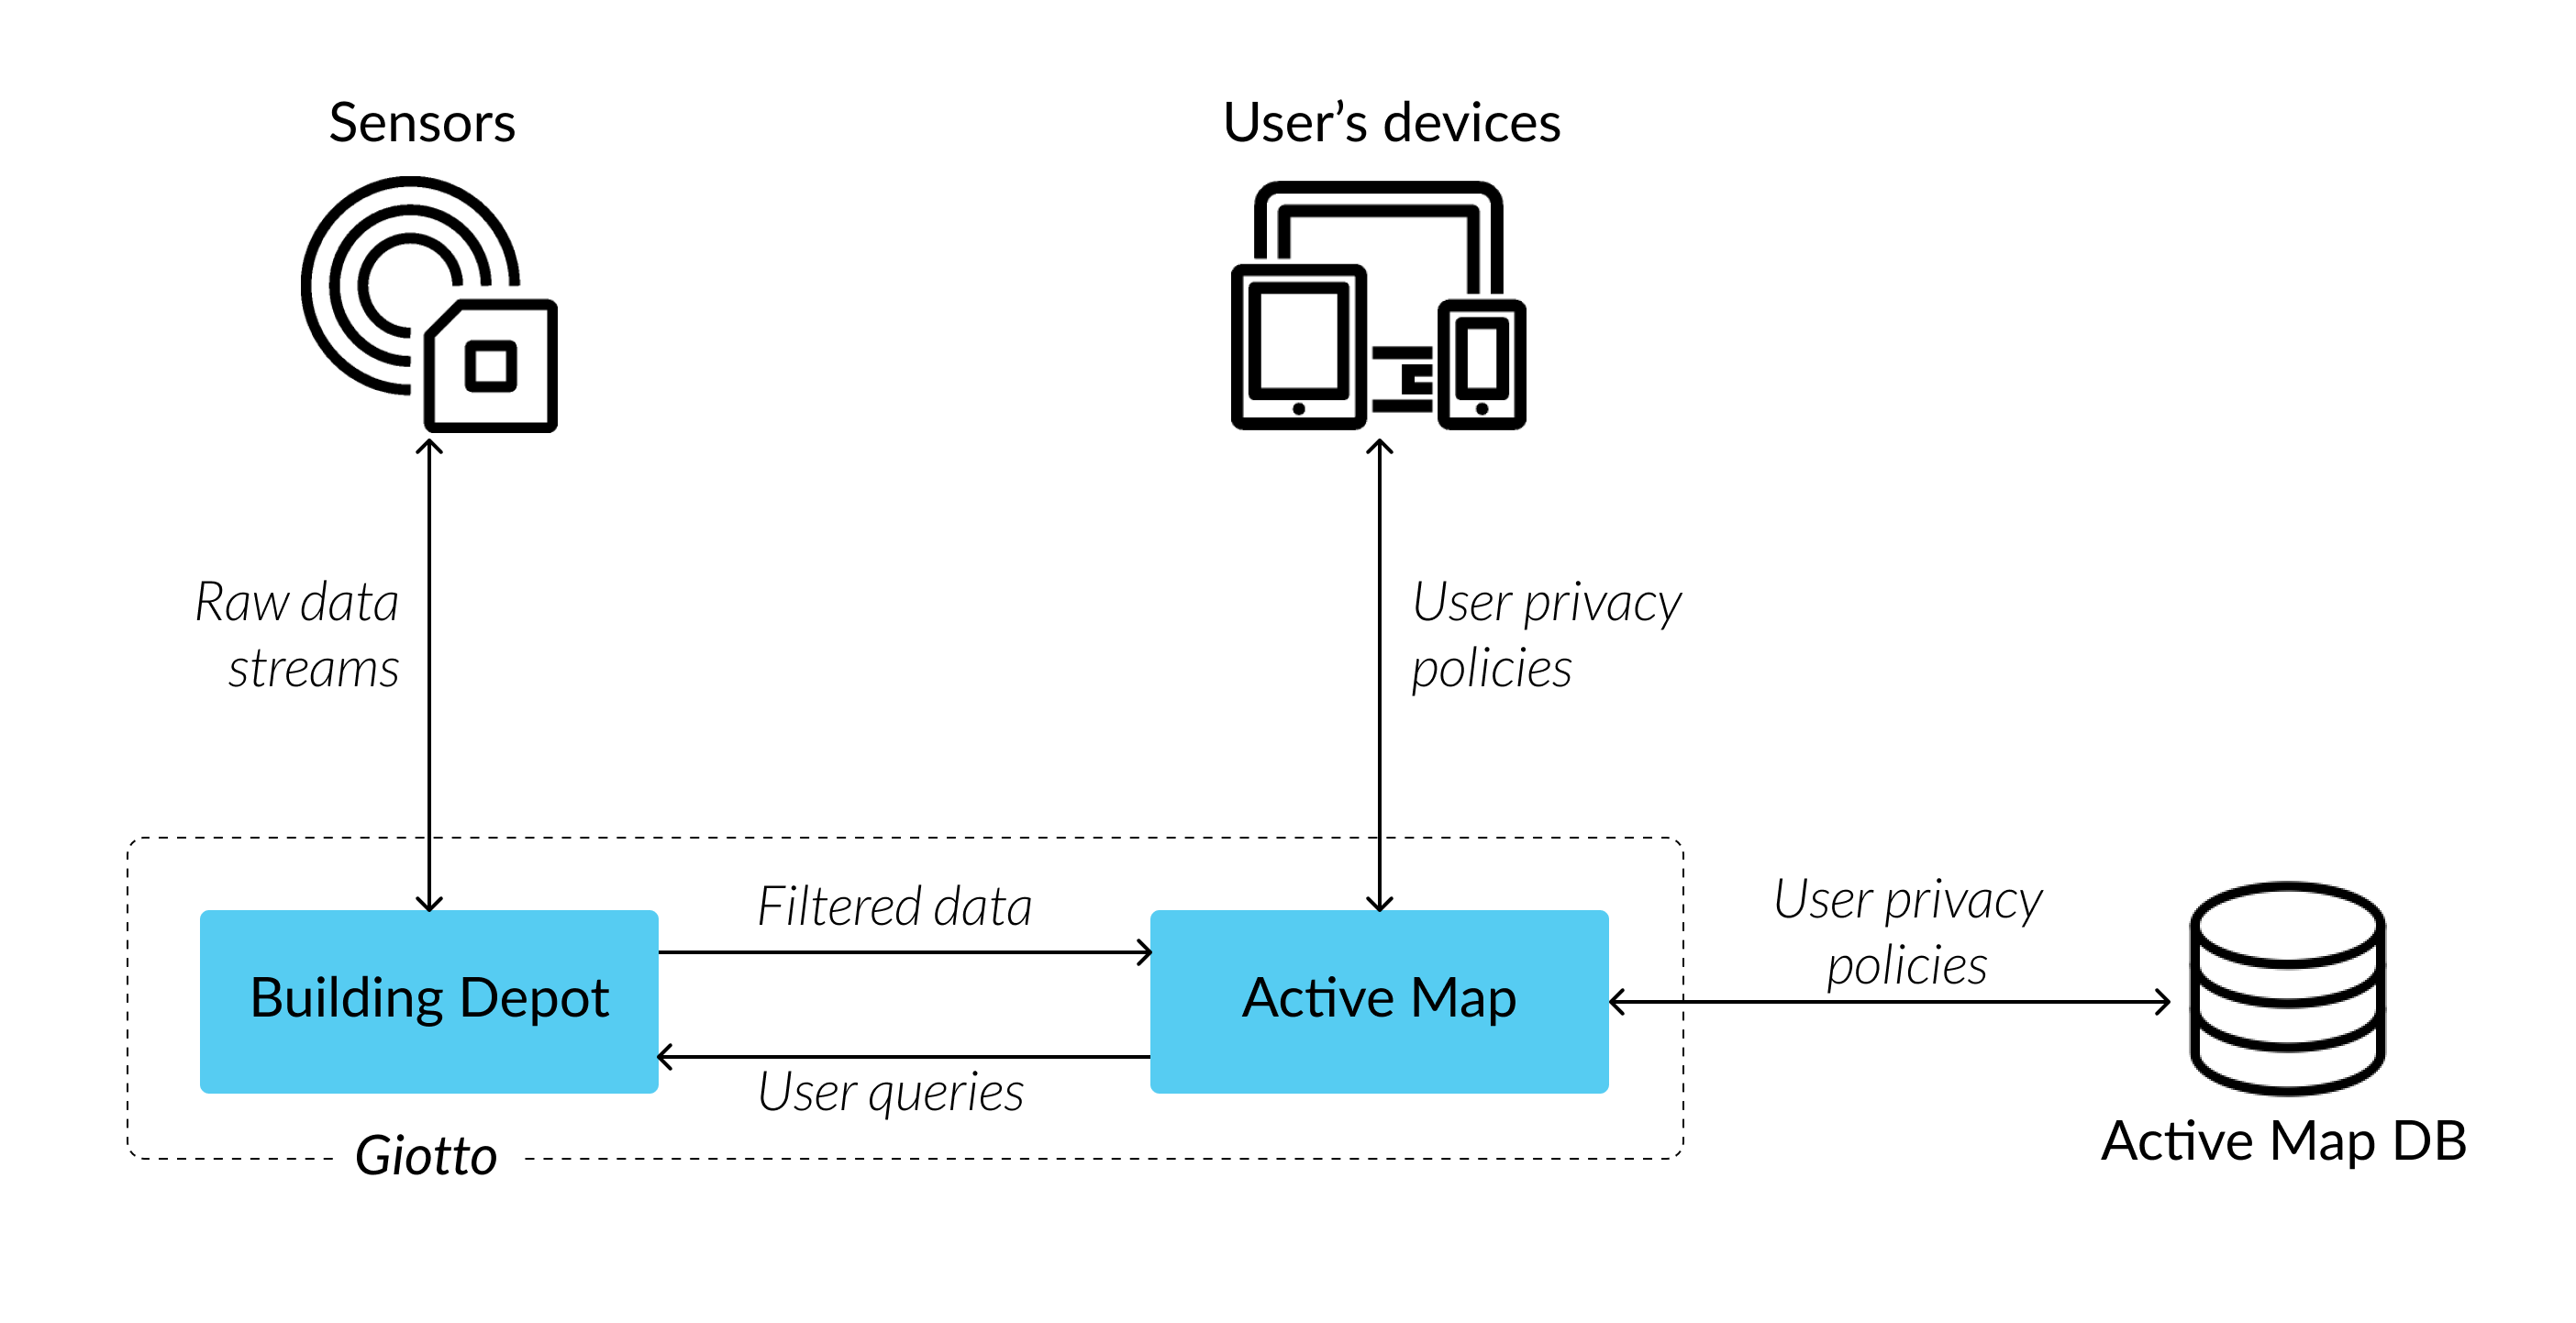 Sensors
User’s devices
Raw data
streams
User privacy
policies
Filtered data
User privacy
policies
Building Depot
Active Map
User queries
Giotto
Active Map DB